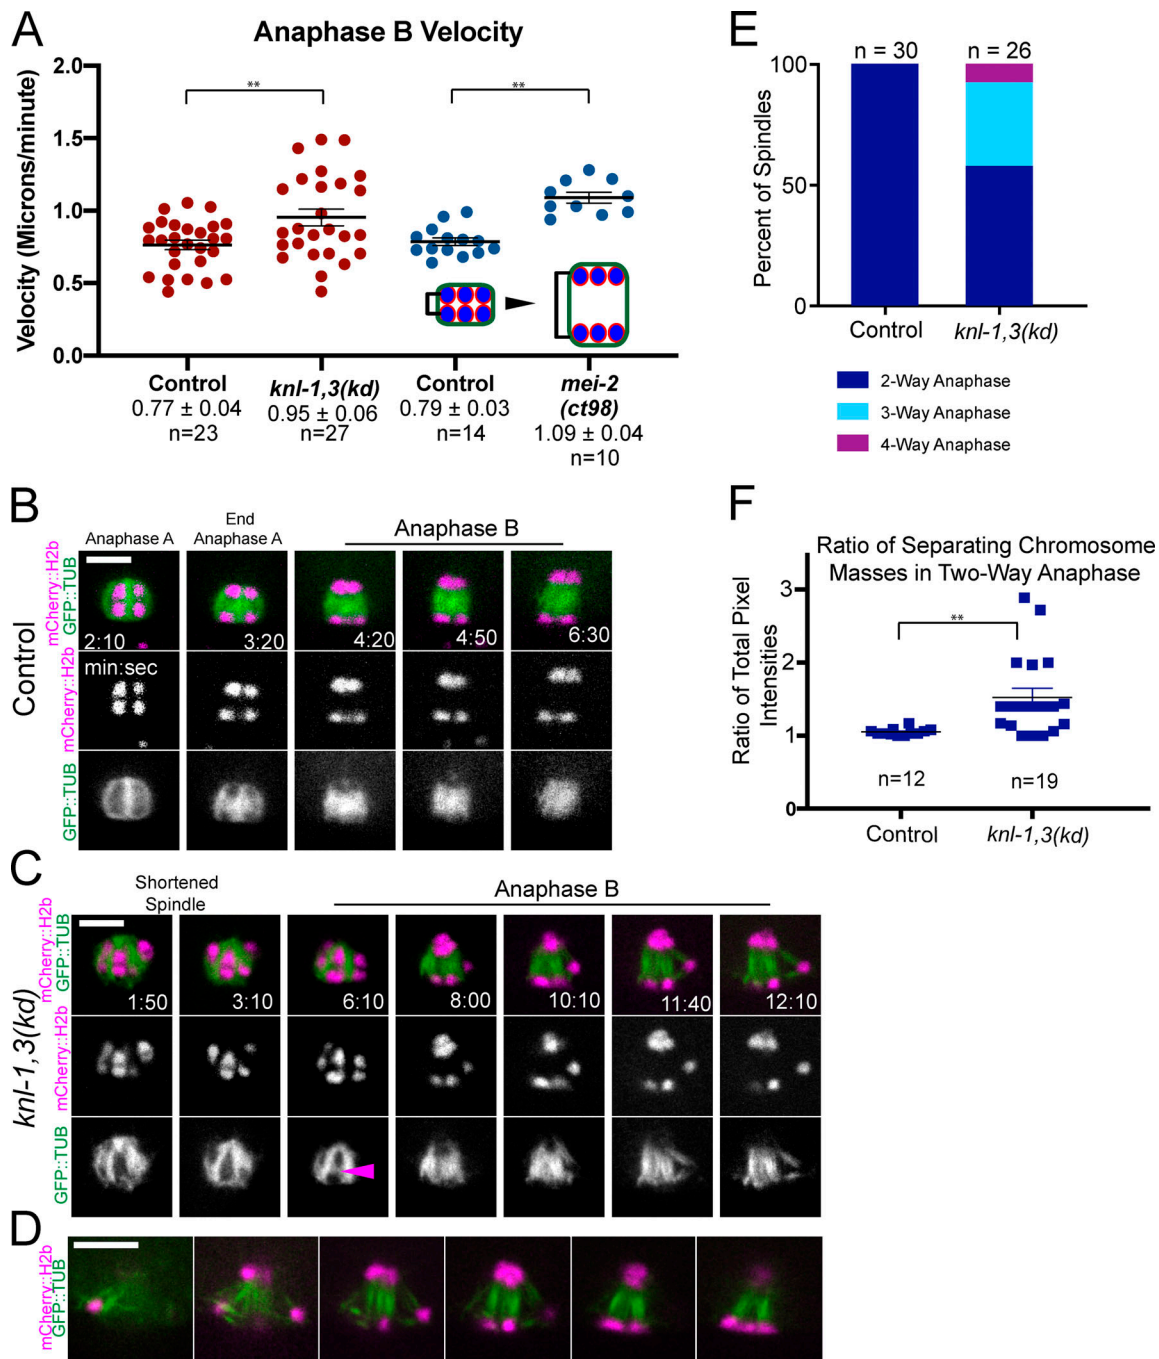 A
Anaphase B Velocity
Velocity (Microns/minute)
2.0
1.5
1.0
0.5
0.0
**
**
Control
0.77 ± 0.04
n=23
knl-1,3(kd)
0.95 ± 0.06
n=27
Control
0.79 ± 0.03
n=14
mei-2
(ct98)
1.09 ± 0.04
n=10
E
Percent of Spindles
100
50
0
n = 30
n = 26
Control
knl-1,3(kd)
2-Way Anaphase
3-Way Anaphase
4-Way Anaphase
B
Control
Anaphase A
End
Anaphase A
Anaphase B
mCherry::H2b
GFP::TUB
2:10
3:20
4:20
4:50
6:30
mCherry::H2b
min:sec
*
*
GFP::TUB
F
Ratio of Separating Chromosome
Masses in Two-Way Anaphase
Ratio of Total Pixel
Intensities
3
2
1
0
**
n=12
n=19
Control
knl-1,3(kd)
C
knl-1,3(kd)
Shortened
Spindle
Anaphase B
mCherry::H2b
GFP::TUB
1:50
3:10
6:10
8:00
10:10
11:40
12:10
mCherry::H2b
GFP::TUB
D
mCherry::H2b
GFP::TUB